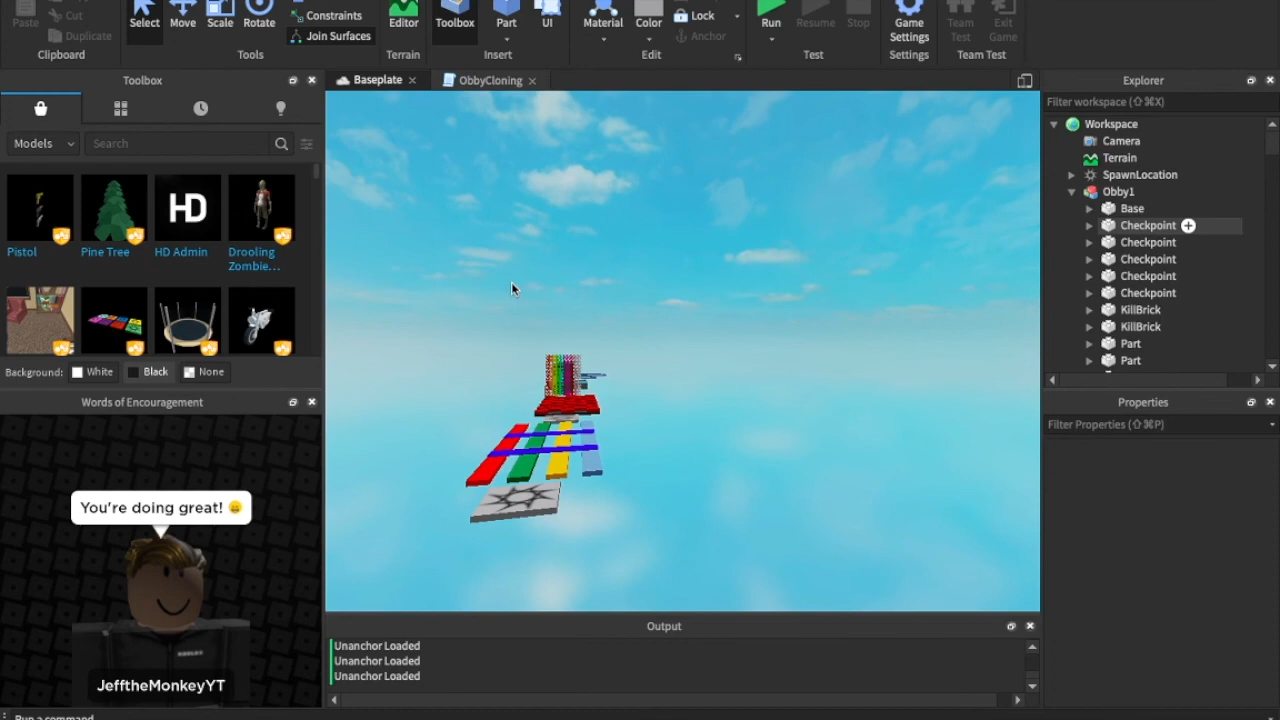 Paste
Cut
Duplicate
Clipboard
Select
Move
Scale
Rotate
Constraints
Join Surfaces
Tools
Editor
Terrain
Toolbox
Part
UI
Insert
Material
Color
Lock
Anchor
Edit
Run
Resume
Stop
Test
Game
Settings
Settings
Team
Test
Exit
Game
Team Test
Toolbox
Models
Search
Pistol
Pine Tree
HD
HD Admin
Drooling
Zombie...
Background:
White
Black
None
Words of Encouragement
You're doing great! 😀
JefftheMonkeyYT
Baseplate
ObbyCloning
Output
Unanchor Loaded
Unanchor Loaded
Unanchor Loaded
Explorer
Filter workspace (⇧⌘X)
Workspace
Camera
Terrain
SpawnLocation
Obby1
Base
Checkpoint
Checkpoint
Checkpoint
Checkpoint
Checkpoint
KillBrick
KillBrick
Part
Part
Properties
Filter Properties (⇧⌘P)
Run a command